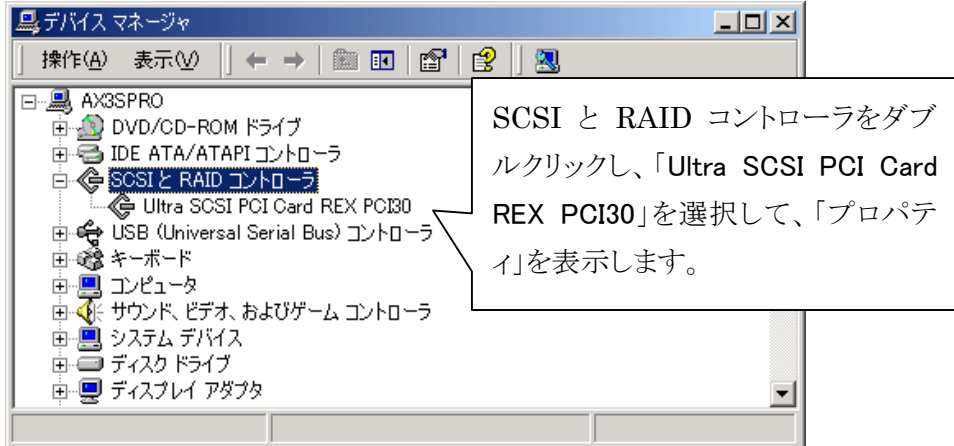 デバイス マネージャ
操作(A) 表示(V)
AX3SPRO
DVD/CD-ROM ドライブ
IDE ATA/ATAPI コントローラ
SCSI と RAID コントローラ
Ultra SCSI PCI Card REX PCI30
USB (Universal Serial Bus) コントローラ
キーボード
コンピュータ
サウンド、ビデオ、およびゲーム コントローラ
システム デバイス
ディスク ドライブ
ディスプレイ アダプタ
SCSI と RAID コントローラをダブ
ルクリックし、「Ultra SCSI PCI Card
REX PCI30」を選択して、「プロパテ
ィ」を表示します。